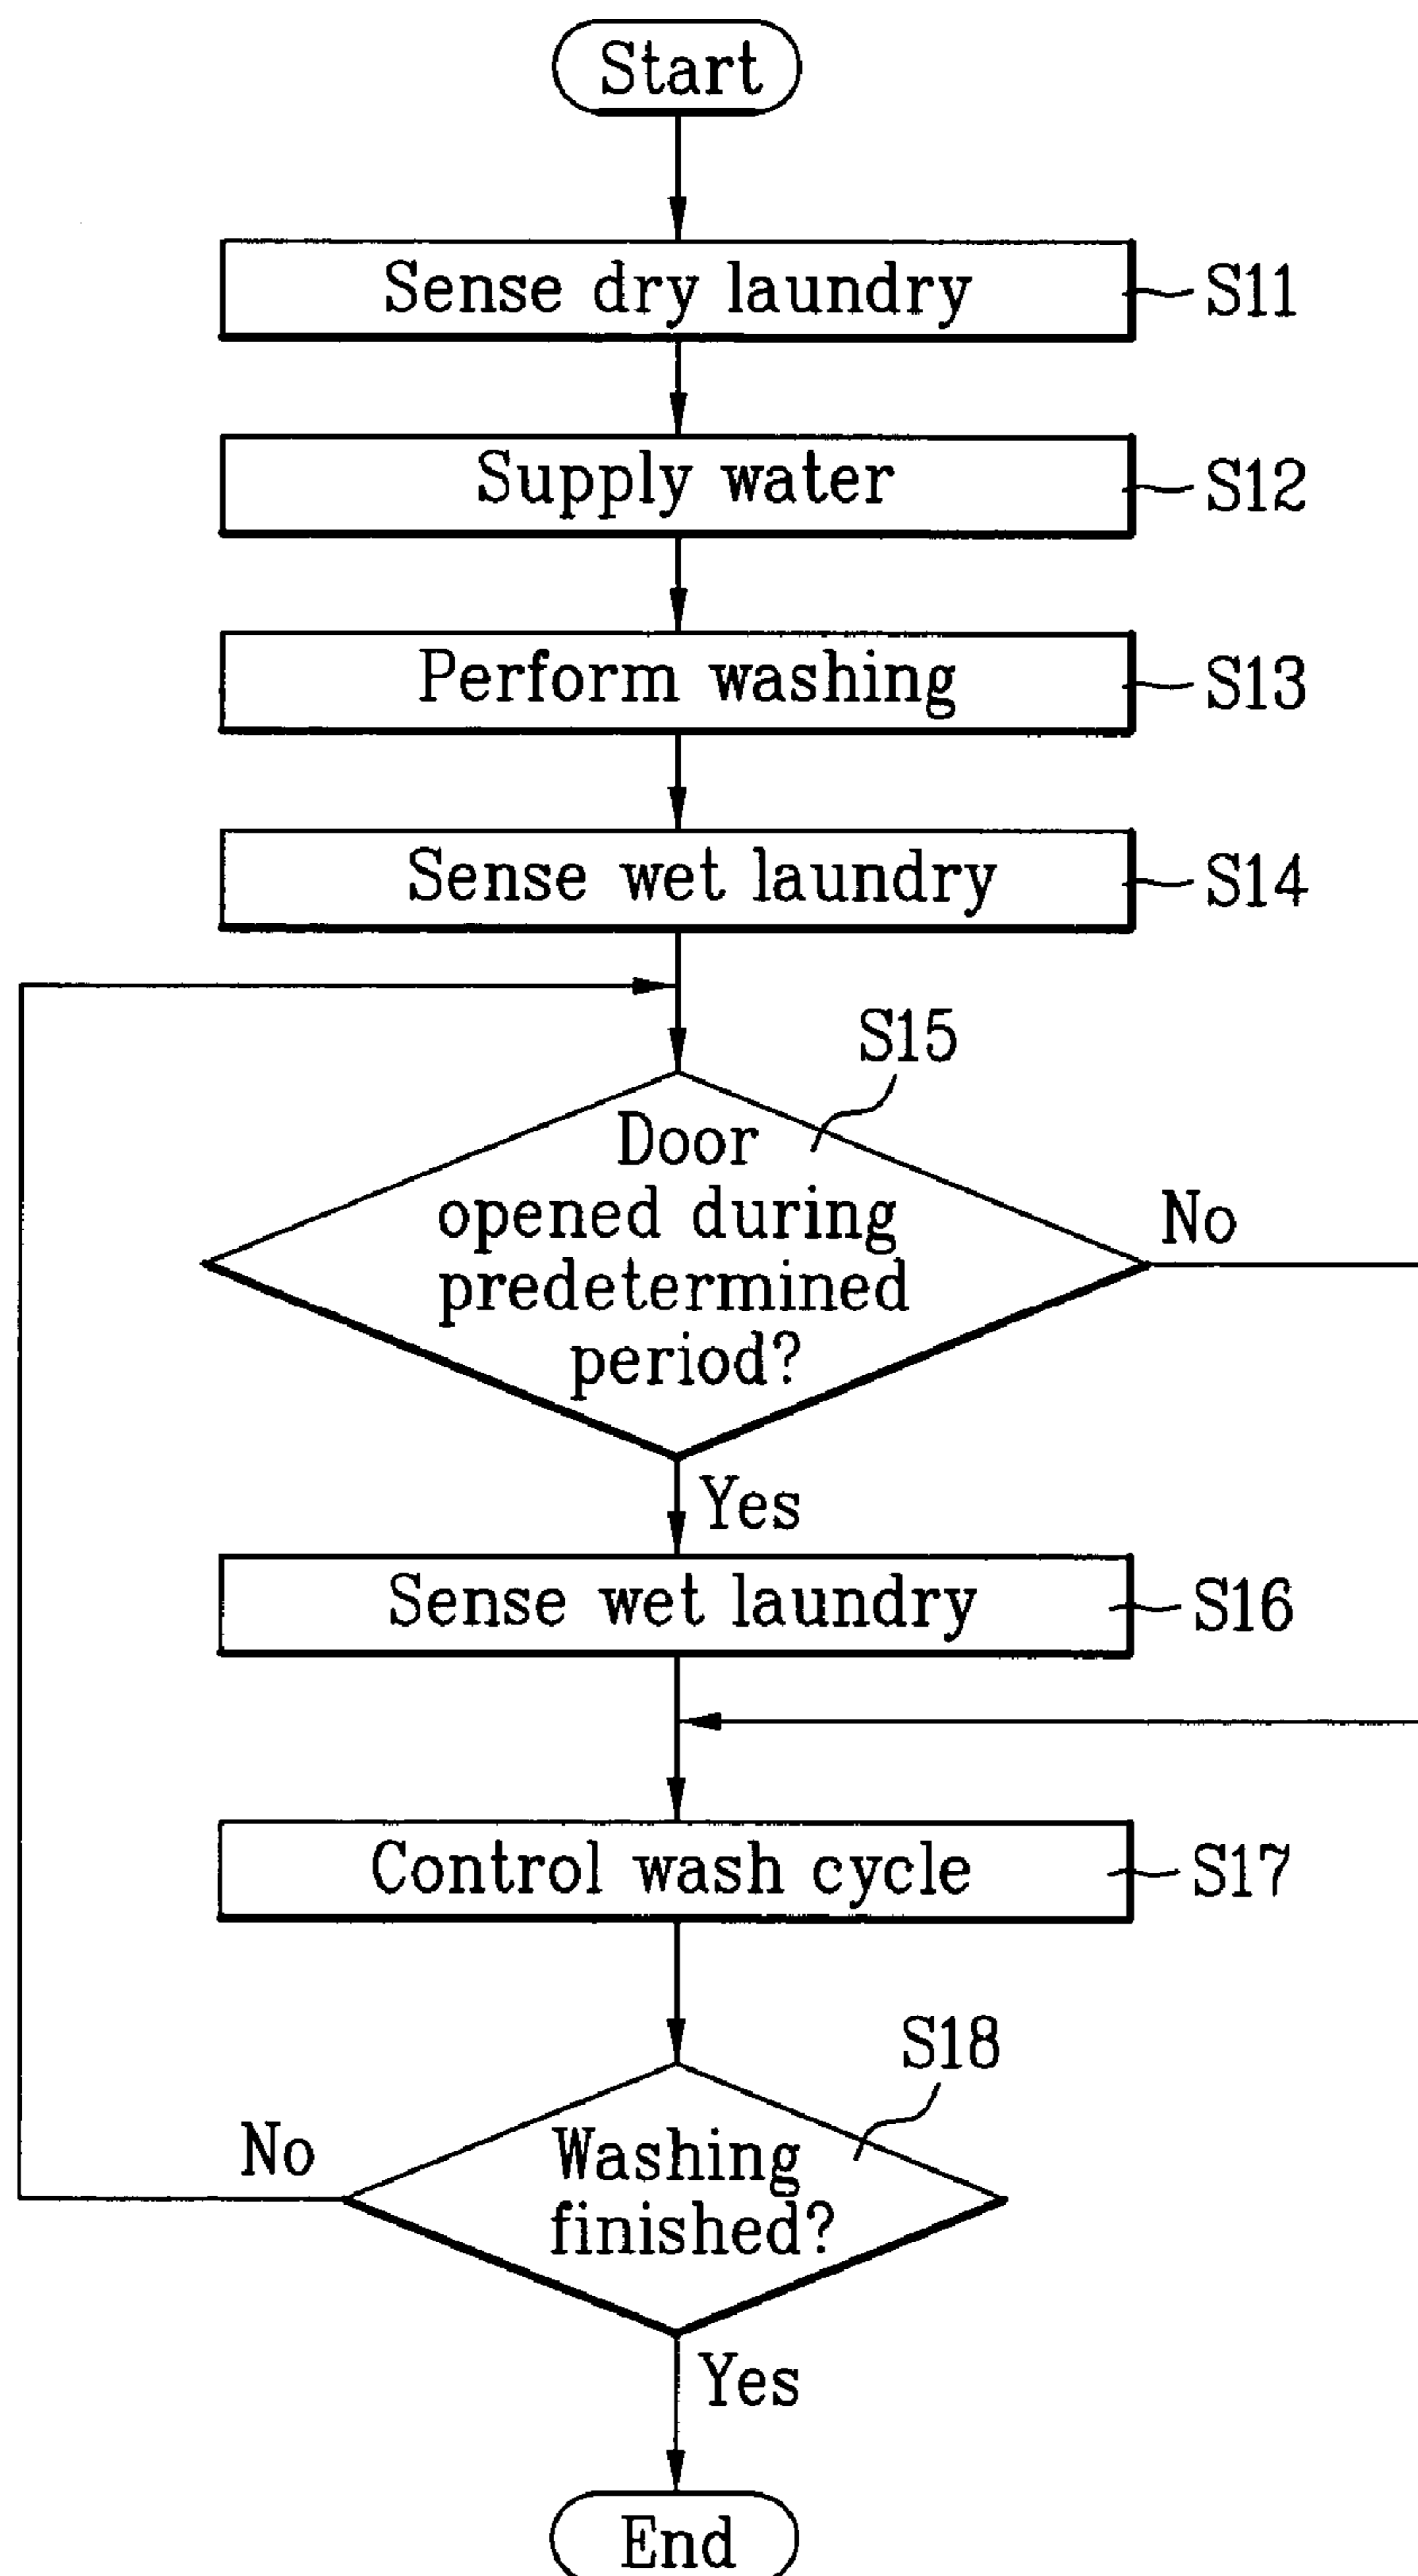 Start
Sense dry laundry
S11
Supply water
S12
Perform washing
S13
Sense wet laundry
S14
S15
Door
opened during
predetermined
period?
No
Yes
Sense wet laundry
S16
Control wash cycle
S17
S18
Washing
finished?
No
Yes
End